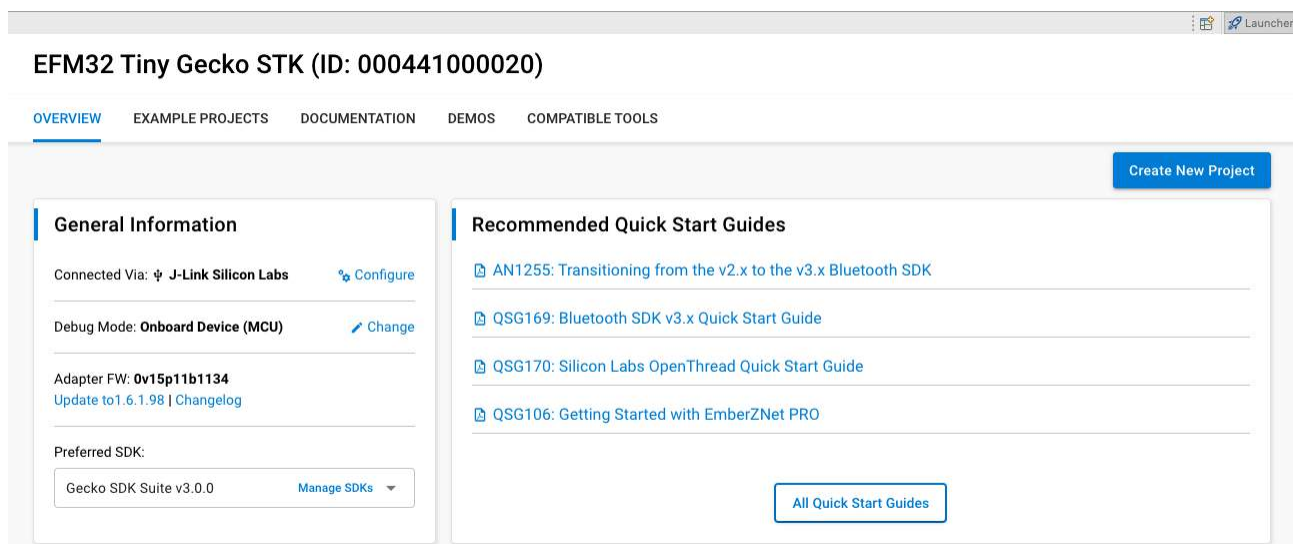 Launcher
EFM32 Tiny Gecko STK (ID: 000441000020)
OVERVIEW EXAMPLE PROJECTS DOCUMENTATION DEMOS COMPATIBLE TOOLS
Create New Project
General Information
Connected Via: J-Link Silicon Labs Configure
Debug Mode: Onboard Device (MCU) Change
Adapter FW: 0v15p11b1134
Update to1.6.1.98 | Changelog
Preferred SDK:
Gecko SDK Suite v3.0.0 Manage SDKs
Recommended Quick Start Guides
AN1255: Transitioning from the v2.x to the v3.x Bluetooth SDK
QSG169: Bluetooth SDK v3.x Quick Start Guide
QSG170: Silicon Labs OpenThread Quick Start Guide
QSG106: Getting Started with EmberZNet PRO
All Quick Start Guides